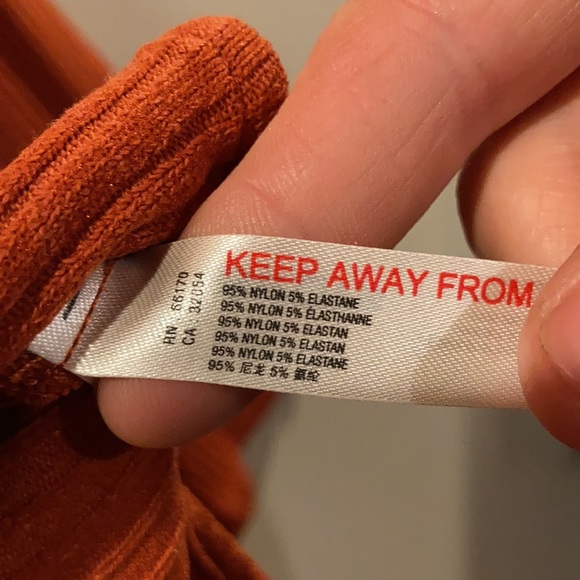 KEEP AWAY FROM
95% NYLON 5% ELASTANE
95% NYLON 5% ELASTHANNE
95% NYLON 5% ELASTAN
95% NYLON 5% ELASTAN
95% NYLON 5% ELASTANE
95% 尼龙 5% 氨纶
RN 66170
CA 32054